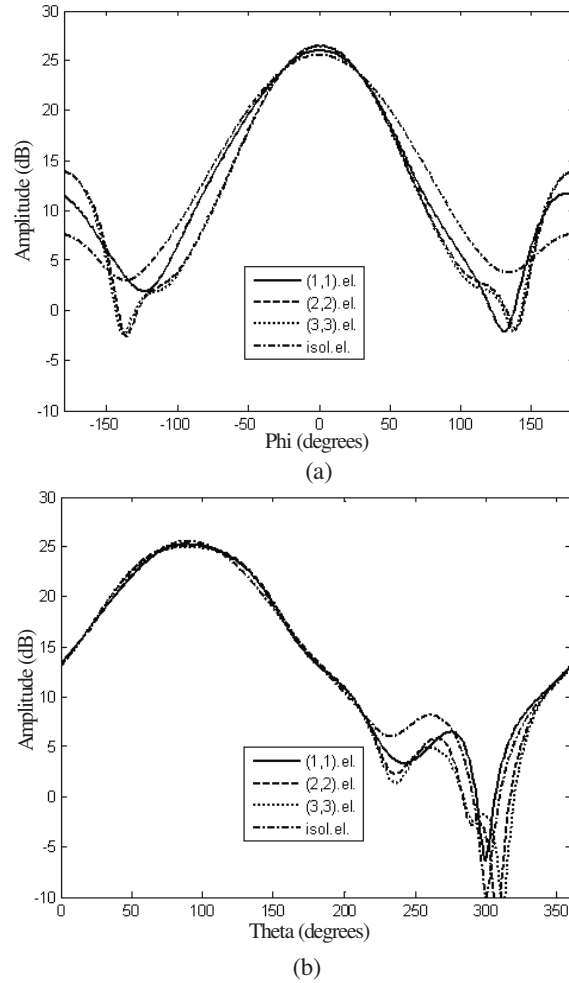 30
25
20
15
10
5
0
-5
-10
Amplitude (dB)
(1,1).el.
(2,2).el.
(3,3).el.
isol.el.
-150 -100 -50 0 50 100 150
Phi (degrees)
(a)
30
25
20
15
10
5
0
-5
-10
Amplitude (dB)
(1,1).el.
(2,2).el.
(3,3).el.
isol.el.
0 50 100 150 200 250 300 350
Theta (degrees)
(b)